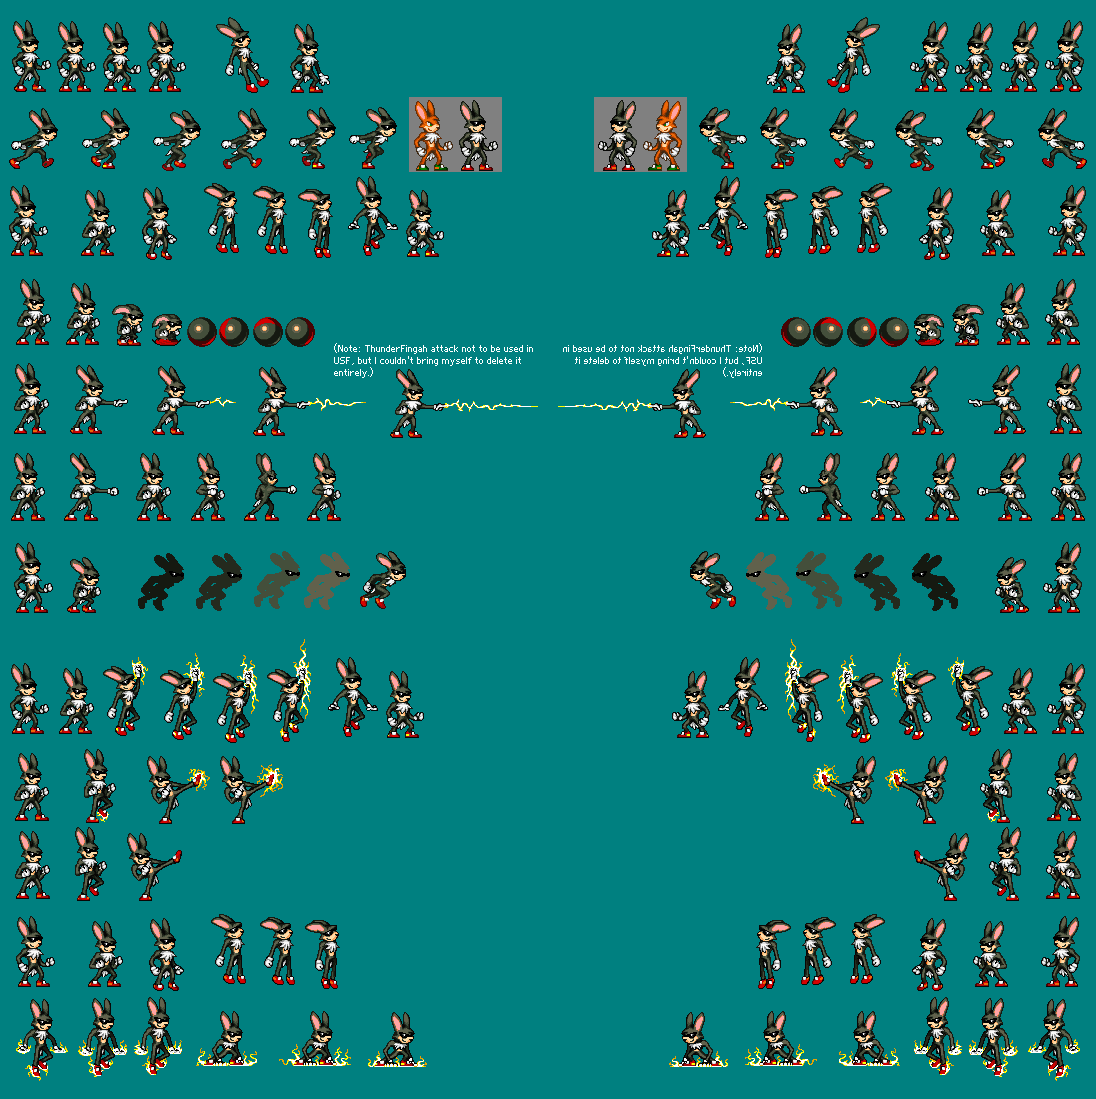 (Note: ThunderFingah attack not to be used in
USF, but I couldn't bring myself to delete it
enitrely.)
(Note: ThunderFingah attack not to be used in
USF, but I couldn't bring myself to delete it
entirely.)